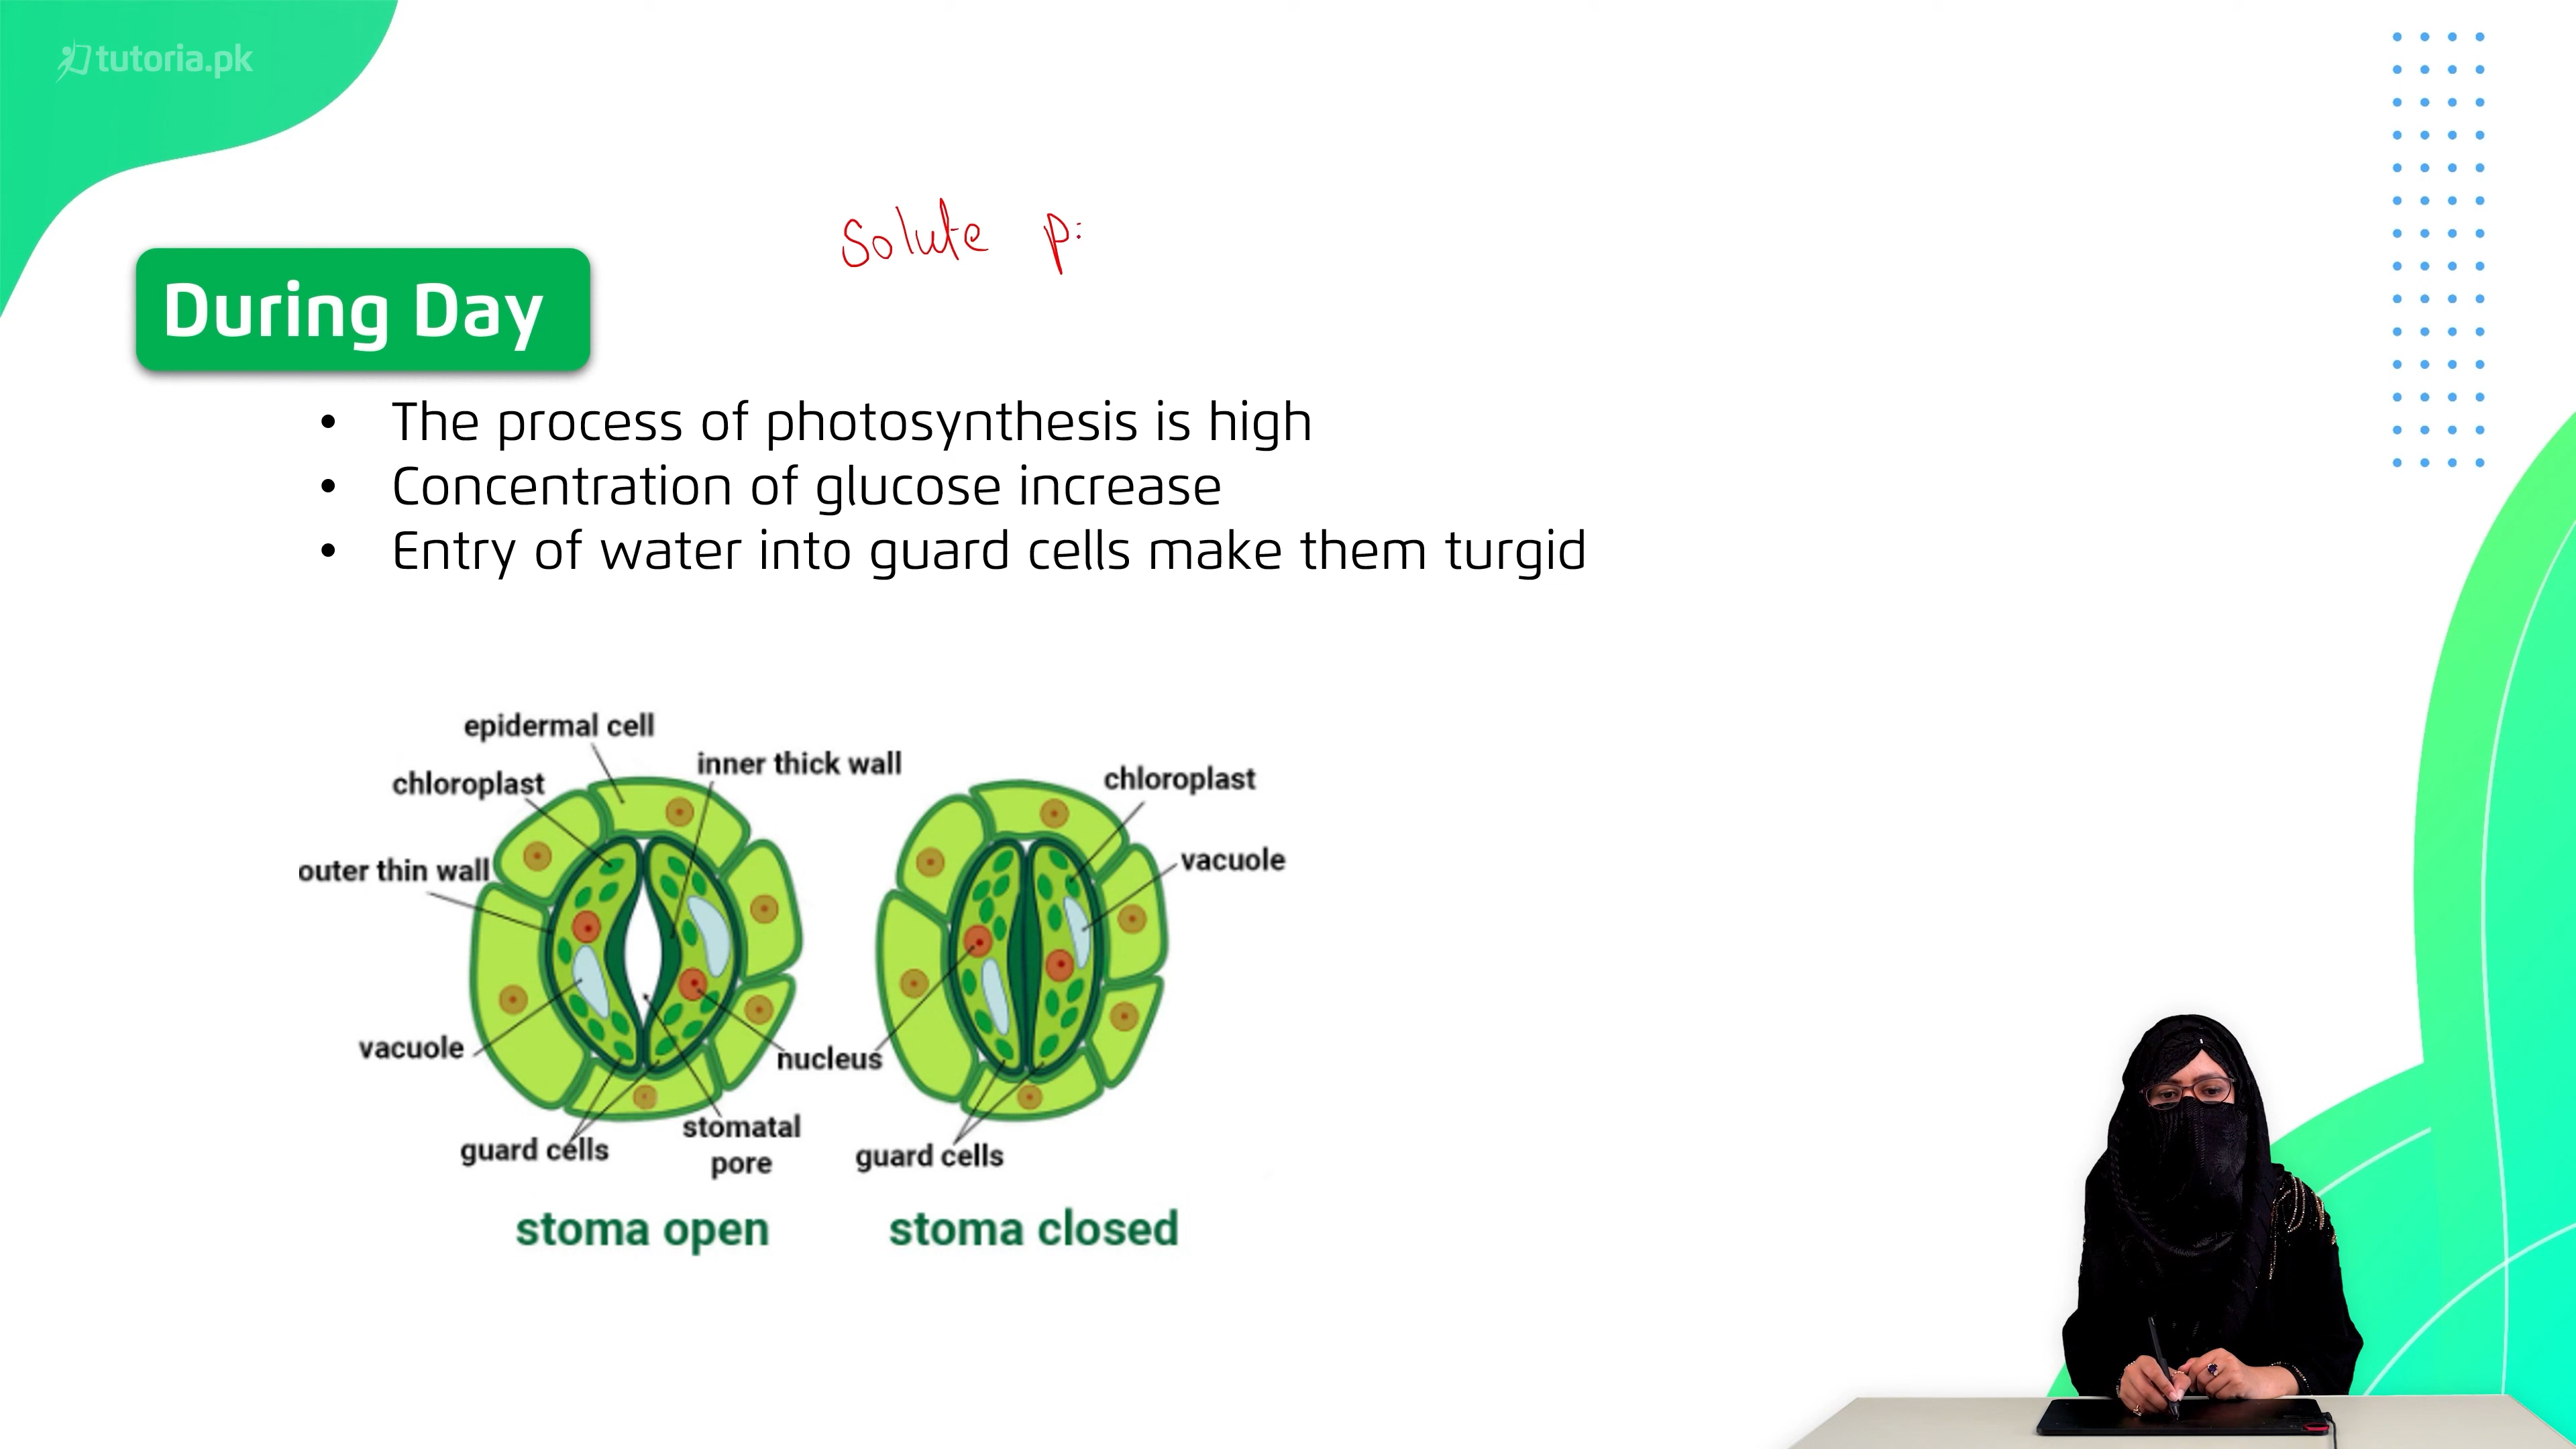 tutoria.pk
Solute p:
During Day
• The process of photosynthesis is high
• Concentration of glucose increase
• Entry of water into guard cells make them turgid
epidermal cell
inner thick wall
chloroplast
outer thin wall
vacuole
guard cells
stomatal
pore
nucleus
chloroplast
vacuole
guard cells
stoma open
stoma closed